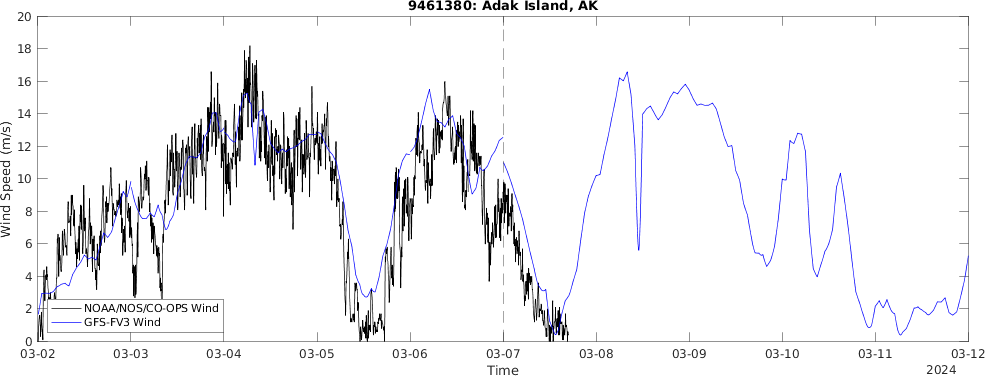 9461380: Adak Island, AK
Wind Speed (m/s)
20
18
16
14
12
10
8
6
4
2
0
NOAA/NOS/CO-OPS Wind
GFS-FV3 Wind
03-02 03-03 03-04 03-05 03-06 03-07 03-08 03-09 03-10 03-11 03-12
Time
2024